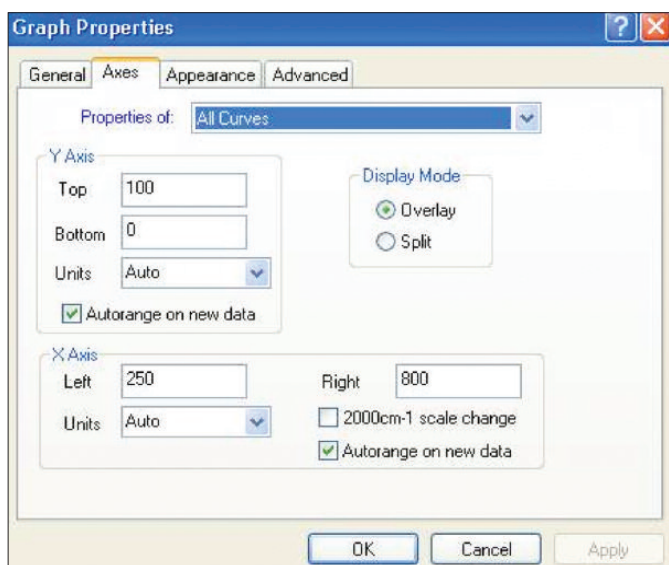 Graph Properties
General Axes Appearance Advanced
Properties of: All Curves
Y Axis
Top 100
Bottom 0
Units Auto
Autorange on new data
Display Mode
Overlay
Split
X Axis
Left 250 Right 800
Units Auto 2000cm-1 scale change
Autorange on new data
OK Cancel Apply